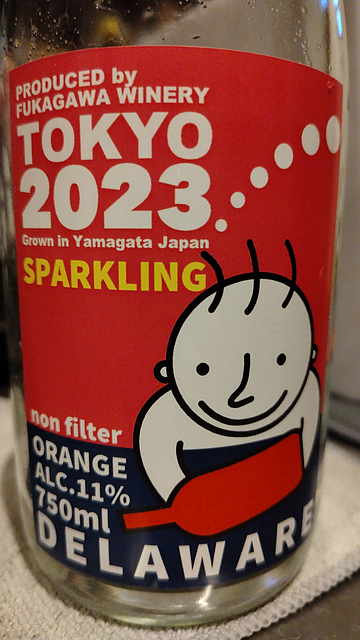 PRODUCED by
FUKAGAWA WINERY
TOKYO
2023
Grown in Yamagata Japan
SPARKLING
non filter
ORANGE
ALC.11%
750ml
DELAWARE